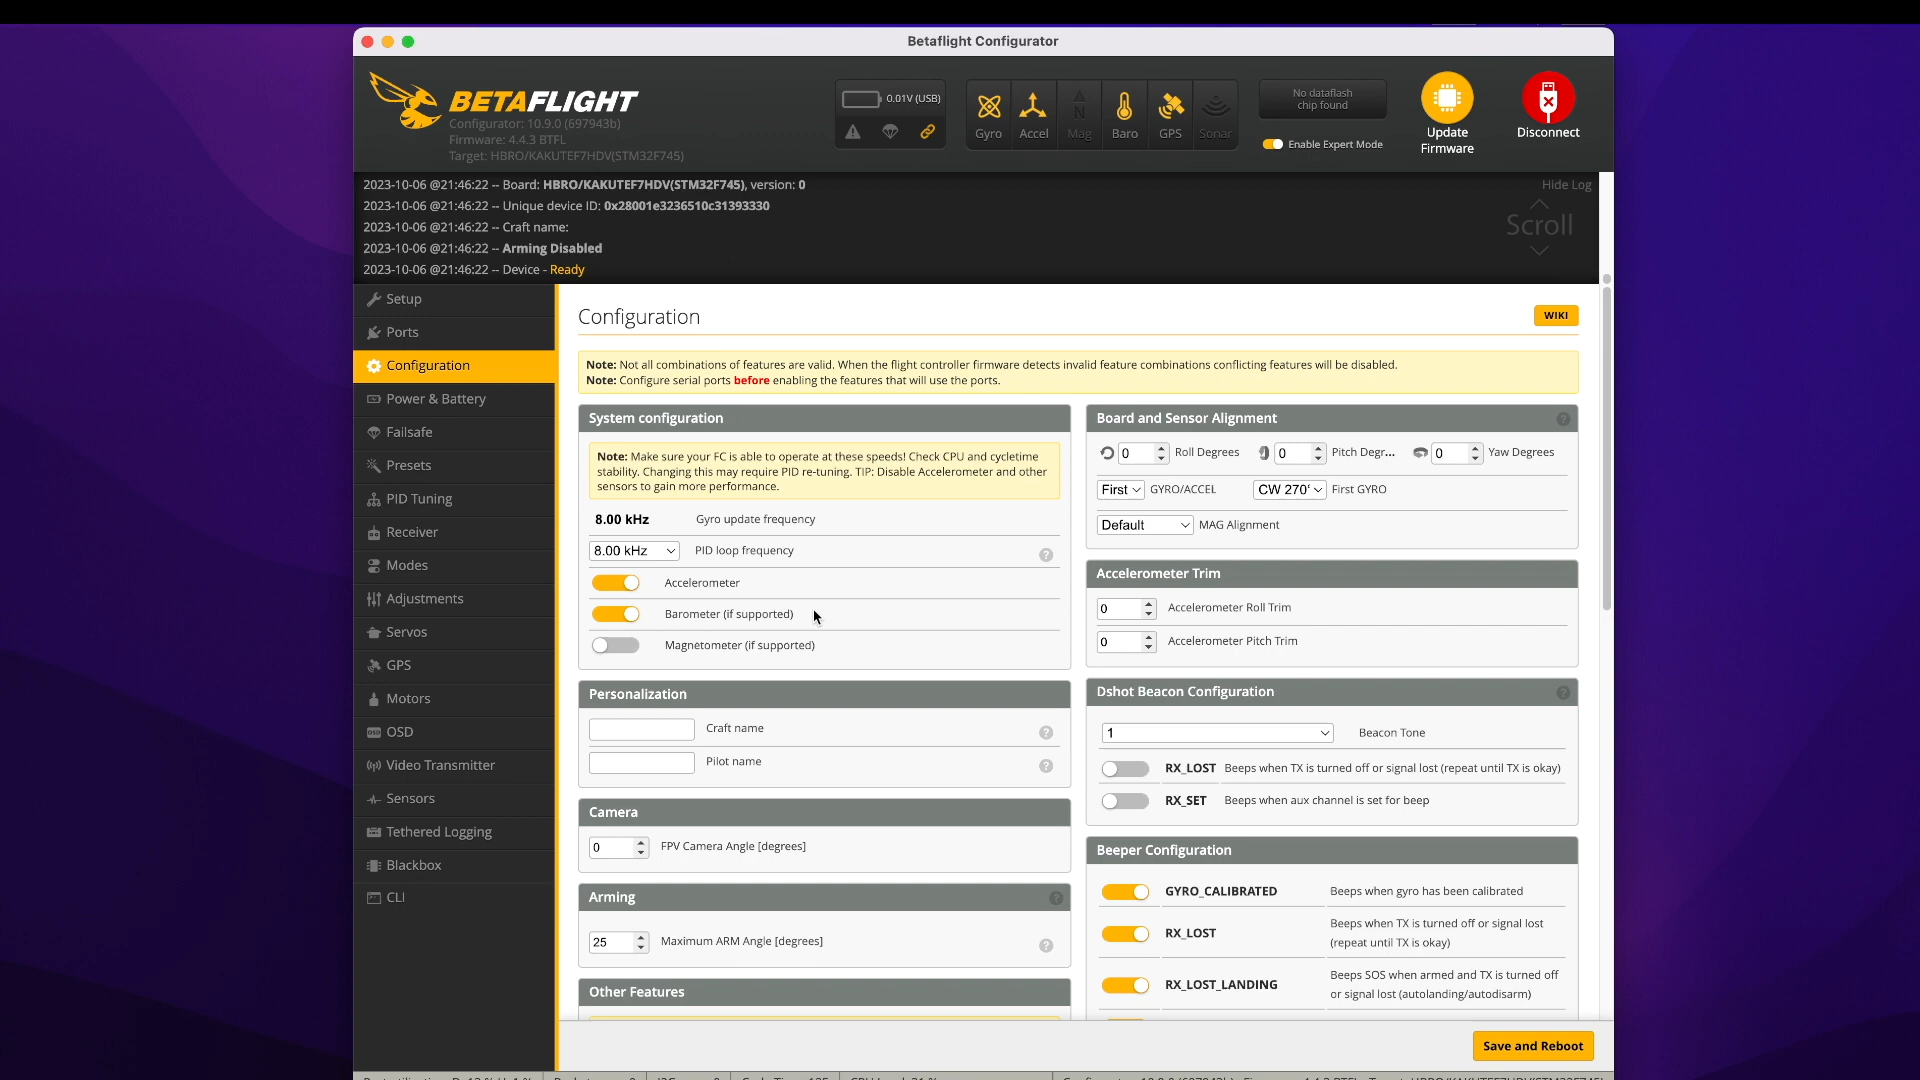 Betaflight Configurator
BETAFLIGHT
Configurator: 10.9.0 (697943b)
Firmware: 4.4.3 BTFL
Target: HBRO/KAKUTEF7HDV(STM32F745)
0.01V (USB)
Gyro
Accel
Mag
Baro
GPS
Sonar
No dataflash
chip found
Enable Expert Mode
Update
Firmware
Disconnect
2023-10-06 @21:46:22 -- Board: HBRO/KAKUTEF7HDV(STM32F745), version: 0
2023-10-06 @21:46:22 -- Unique device ID: 0x28001e3236510c31393330
2023-10-06 @21:46:22 -- Craft name:
2023-10-06 @21:46:22 -- Arming Disabled
2023-10-06 @21:46:22 -- Device - Ready
Hide Log
Scroll
Setup
Ports
Configuration
Power & Battery
Failsafe
Presets
PID Tuning
Receiver
Modes
Adjustments
Servos
GPS
Motors
OSD
Video Transmitter
Sensors
Tethered Logging
Blackbox
CLI
Configuration
WIKI
Note: Not all combinations of features are valid. When the flight controller firmware detects invalid feature combinations conflicting features will be disabled.
Note: Configure serial ports before enabling the features that will use the ports.
System configuration
Note: Make sure your FC is able to operate at these speeds! Check CPU and cycletime
stability. Changing this may require PID re-tuning. TIP: Disable Accelerometer and other
sensors to gain more performance.
8.00 kHz Gyro update frequency
8.00 kHz PID loop frequency
Accelerometer
Barometer (if supported)
Magnetometer (if supported)
Personalization
Craft name
Pilot name
Camera
0 FPV Camera Angle [degrees]
Arming
25 Maximum ARM Angle [degrees]
Other Features
Board and Sensor Alignment
0 Roll Degrees 0 Pitch Degr... 0 Yaw Degrees
First GYRO/ACCEL CW 270° First GYRO
Default MAG Alignment
Accelerometer Trim
0 Accelerometer Roll Trim
0 Accelerometer Pitch Trim
Dshot Beacon Configuration
1 Beacon Tone
RX_LOST Beeps when TX is turned off or signal lost (repeat until TX is okay)
RX_SET Beeps when aux channel is set for beep
Beeper Configuration
GYRO_CALIBRATED Beeps when gyro has been calibrated
RX_LOST Beeps when TX is turned off or signal lost
(repeat until TX is okay)
RX_LOST_LANDING Beeps SOS when armed and TX is turned off
or signal lost (autolanding/autodisarm)
Save and Reboot